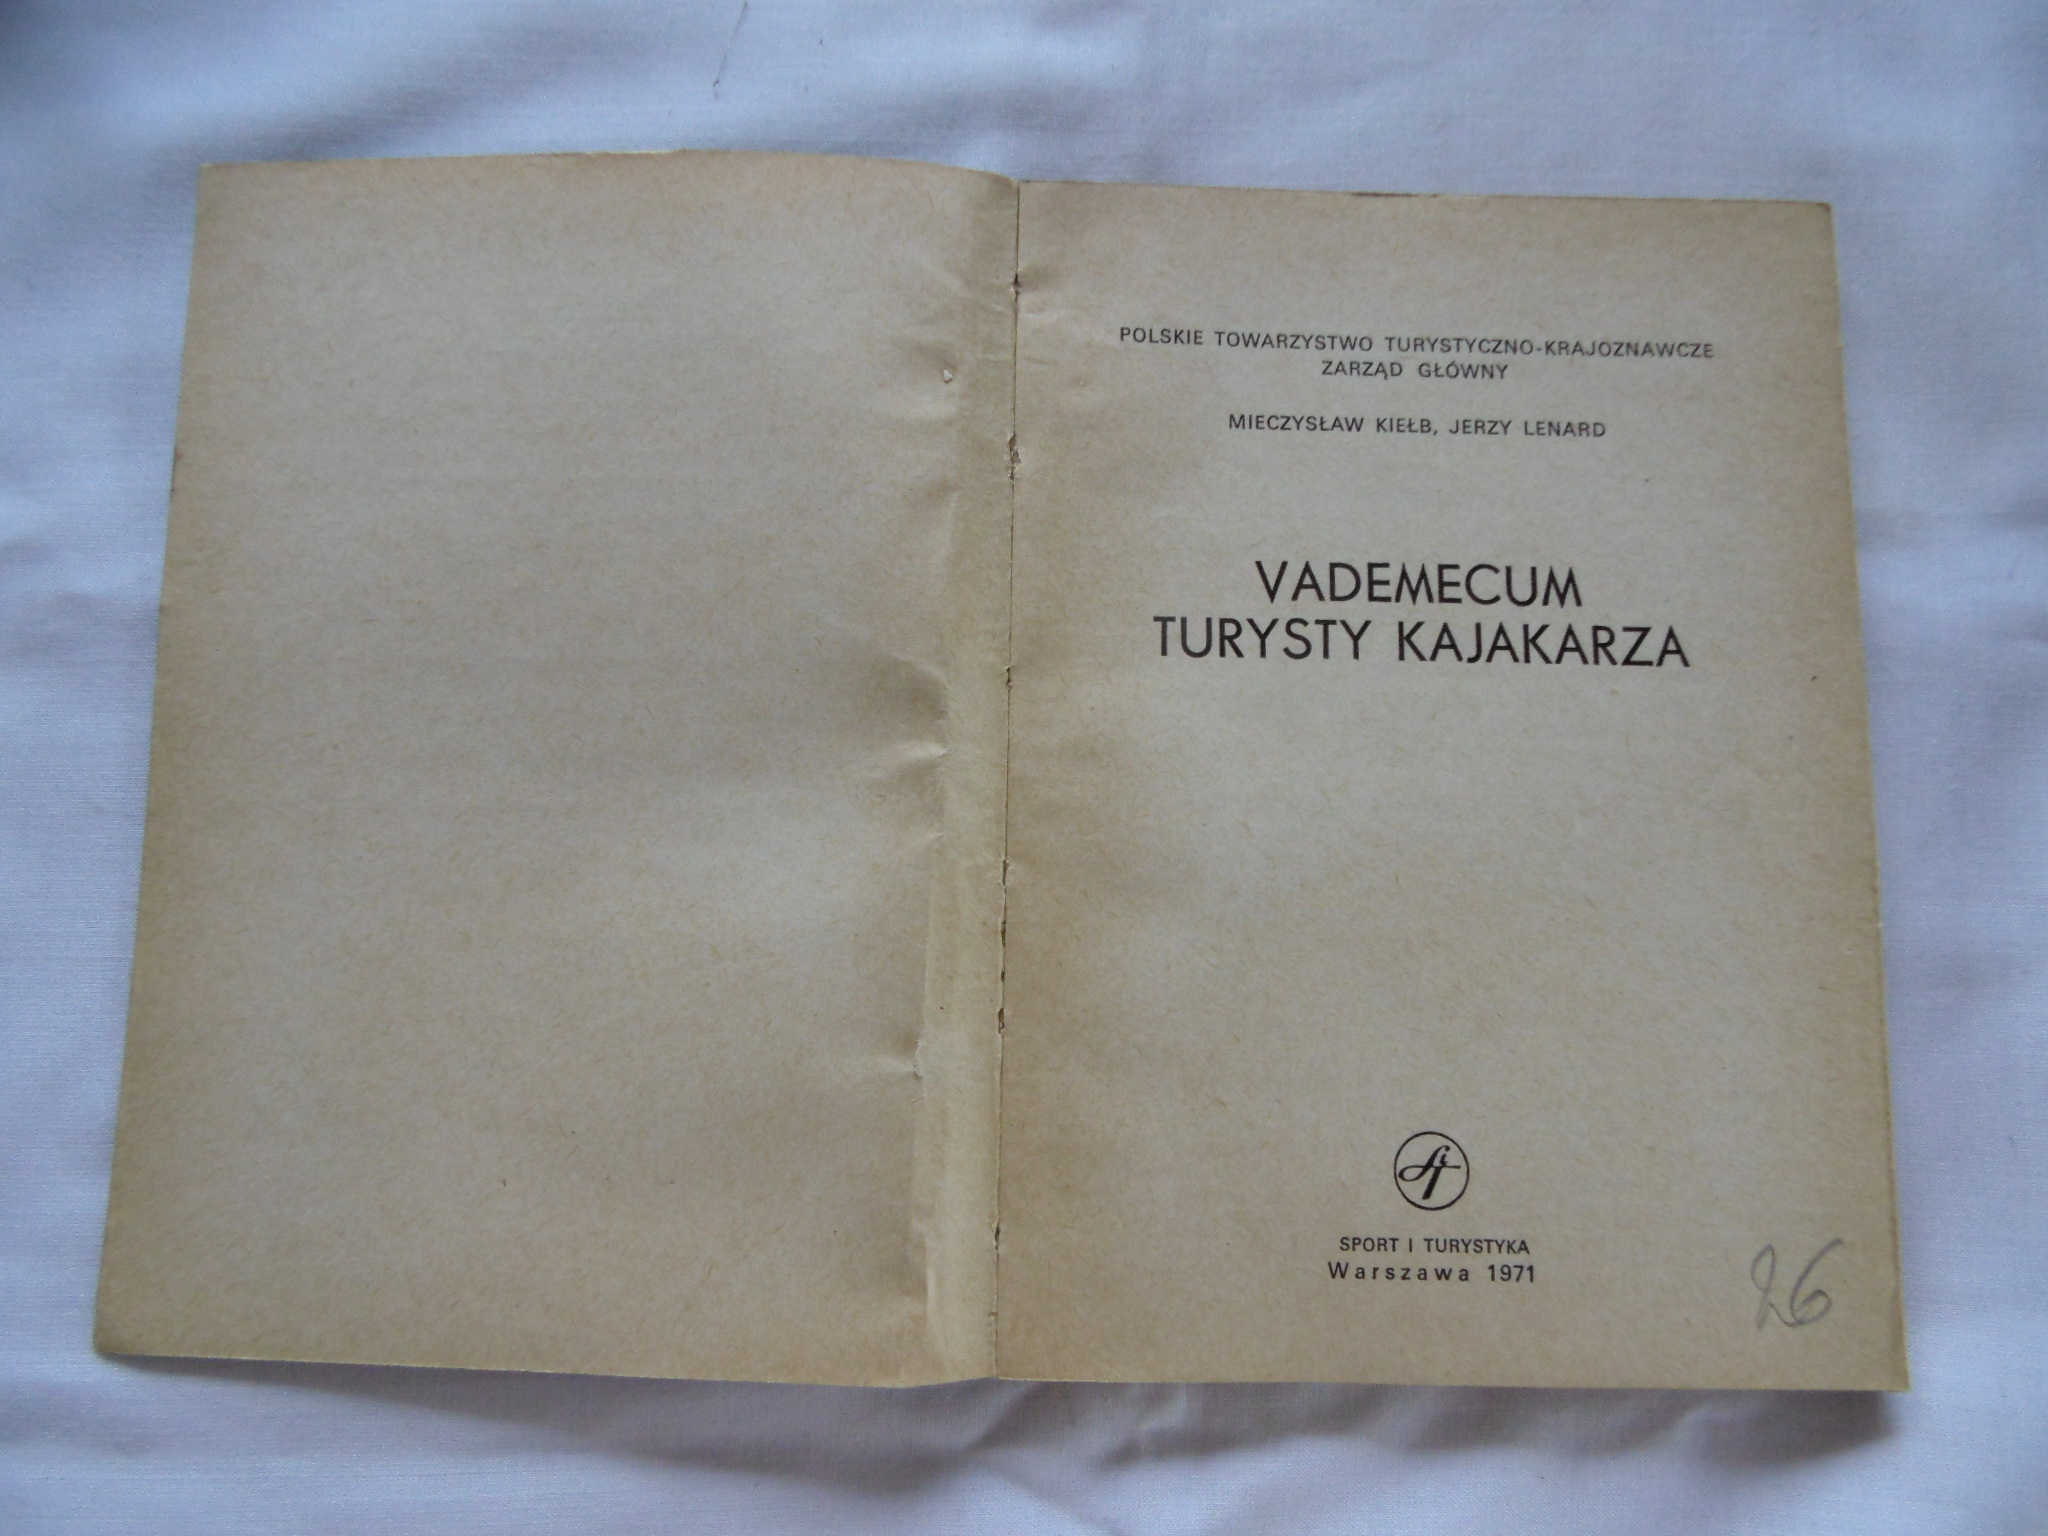 POLSKIE TOWARZYSTWO TURYSTYCZNO-KRAJOZNAWCZE
ZARZĄD GŁÓWNY
MIECZYSŁAW KIEŁB, JERZY LENARD
VADEMECUM
TURYSTY KAJAKARZA
SPORT I TURYSTYKA
Warszawa 1971
26